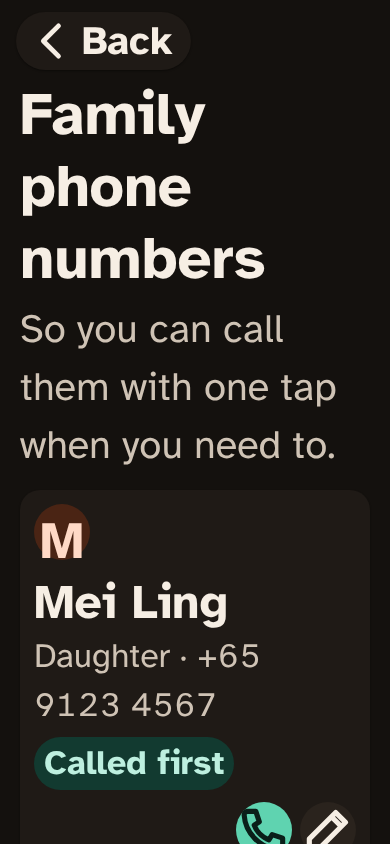 Back
Family
phone
numbers
So you can call
them with one tap
when you need to.
M
Mei Ling
Daughter · +65
9123 4567
Called first